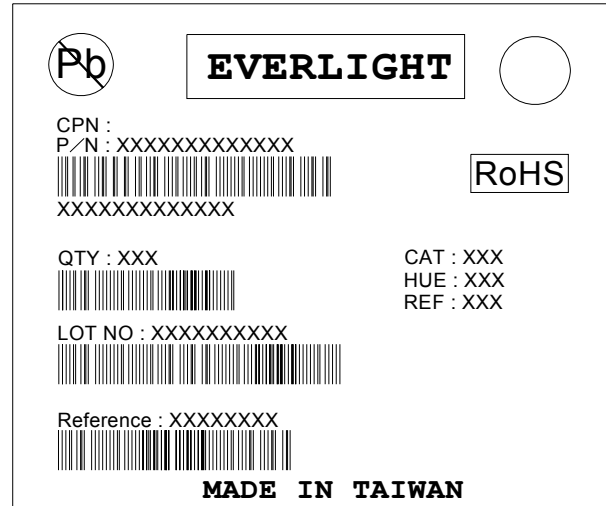 Pb
EVERLIGHT
CPN :
P/N : XXXXXXXXXXXXX
RoHS
XXXXXXXXXXXXX
QTY : XXX
CAT : XXX
HUE : XXX
REF : XXX
LOT NO : XXXXXXXXXX
Reference : XXXXXXXX
MADE IN TAIWAN